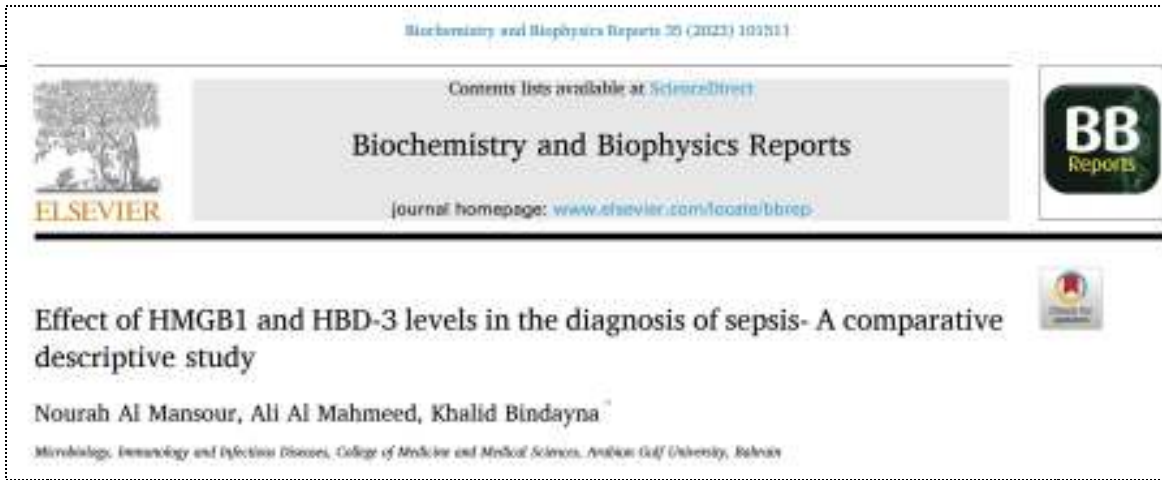 Biochemistry and Biophysics Reports 35 (2023) 101511
Contents lists available at ScienceDirect
Biochemistry and Biophysics Reports
journal homepage: www.elsevier.com/locate/bbrep
ELSEVIER
BB
Reports
Effect of HMGB1 and HBD-3 levels in the diagnosis of sepsis- A comparative
descriptive study
Nourah Al Mansour, Ali Al Mahmeed, Khalid Bindayna
Microbiology, Immunology and Infectious Diseases, College of Medicine and Medical Sciences, Arabian Gulf University, Bahrain